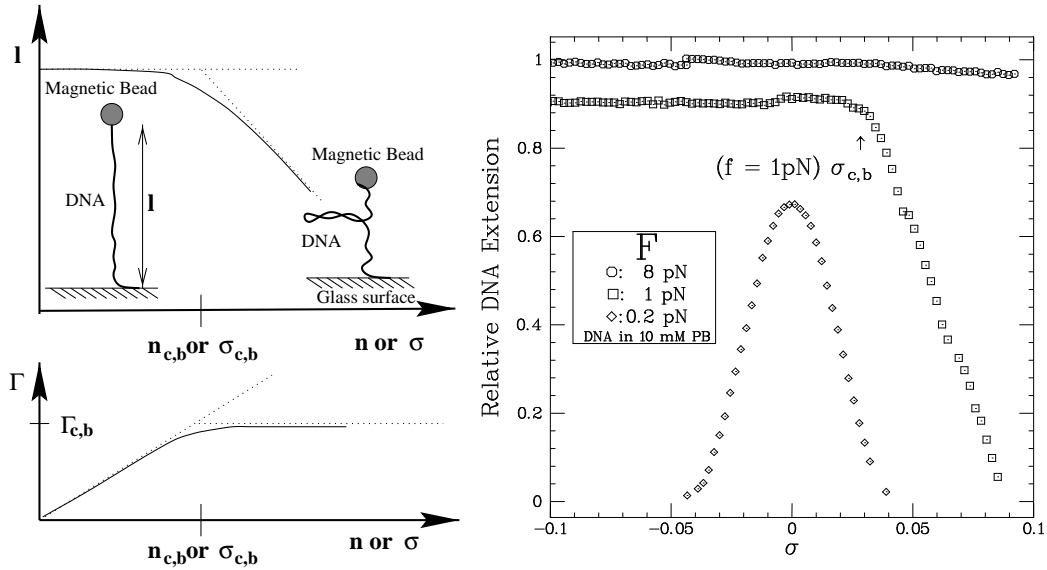 l
Magnetic Bead
DNA
l
Magnetic Bead
DNA
Glass surface
n_c,b or σ_c,b
n or σ
Γ
Γ_c,b
n_c,b or σ_c,b
n or σ
Relative DNA Extension
1
0.8
0.6
0.4
0.2
0
(f = 1pN) σ_c,b
F
: 8 pN
: 1 pN
: 0.2 pN
DNA in 10 mM PB
−0.1
−0.05
0
0.05
0.1
σ